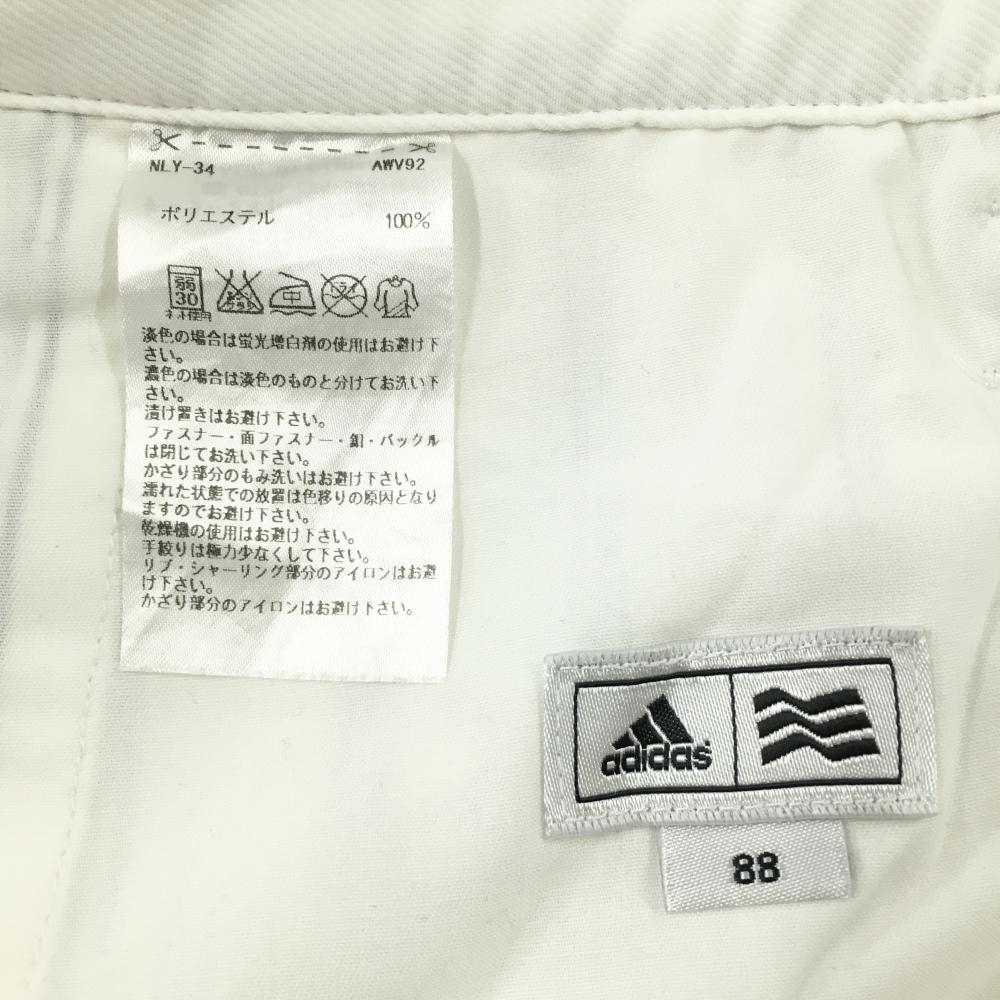 NLY-34 AWV92
ポリエステル 100%
弱
30
ネット使用
エンソ
サラシ
中
ドライ
淡色の場合は蛍光増白剤の使用はお避け下
さい。
濃色の場合は淡色のものと分けてお洗い下
さい。
漬け置きはお避け下さい。
ファスナー・面ファスナー・釦・バックル
は閉じてお洗い下さい。
かざり部分のもみ洗いはお避け下さい。
濡れた状態での放置は色移りの原因となり
ますのでお避け下さい。
乾燥機の使用はお避け下さい。
手絞りは極力少なくして下さい。
リブ・シャーリング部分のアイロンはお避
け下さい。
かざり部分のアイロンはお避け下さい。
adidas
88